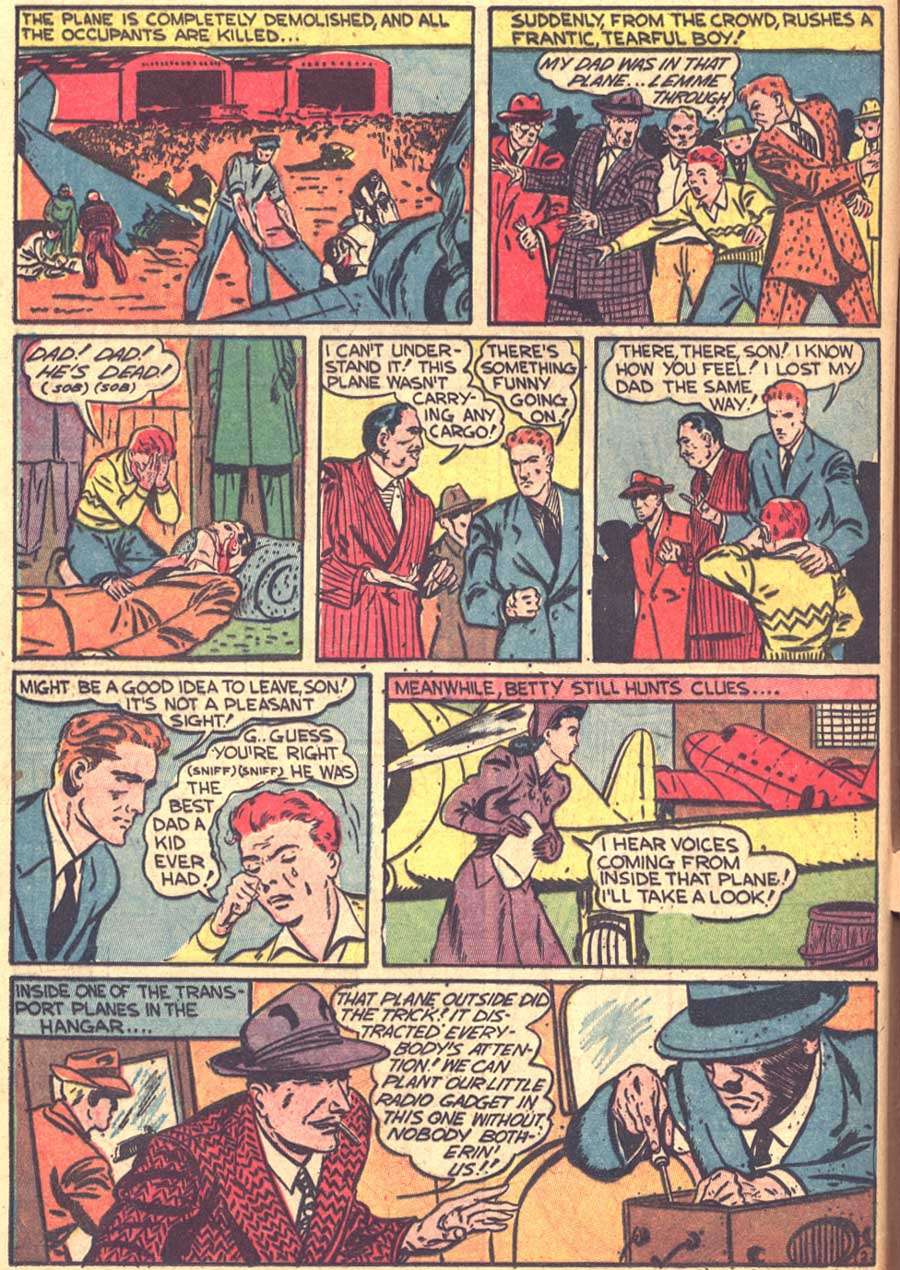 THE PLANE IS COMPLETELY DEMOLISHED, AND ALL
THE OCCUPANTS ARE KILLED...
SUDDENLY, FROM THE CROWD, RUSHES A
FRANTIC, TEARFUL BOY!
MY DAD WAS IN THAT
PLANE... LEMME
THROUGH!
DAD! DAD!
HE'S DEAD!
(SOB) (SOB)
I CAN'T UNDER-
STAND IT! THIS
PLANE WASN'T
CARRY-
ING ANY
CARGO!
THERE'S
SOMETHING
FUNNY
GOING
ON!
THERE, THERE, SON! I KNOW
HOW YOU FEEL! I LOST MY
DAD THE SAME
WAY!
MIGHT BE A GOOD IDEA TO LEAVE, SON!
IT'S NOT A PLEASANT
SIGHT!
G..GUESS
YOU'RE RIGHT
(SNIFF)(SNIFF) HE WAS
THE
BEST
DAD A
KID
EVER
HAD!
MEANWHILE, BETTY STILL HUNTS CLUES....
I HEAR VOICES
COMING FROM
INSIDE THAT PLANE!
I'LL TAKE A LOOK!
INSIDE ONE OF THE TRANS-
PORT PLANES IN THE
HANGAR....
THAT PLANE OUTSIDE DID
THE TRICK! IT DIS-
TRACTED EVERY-
BODY'S ATTEN-
TION! WE CAN
PLANT OUR LITTLE
RADIO GADGET IN
THIS ONE WITHOUT
NOBODY BOTH-
ERIN'
US!!